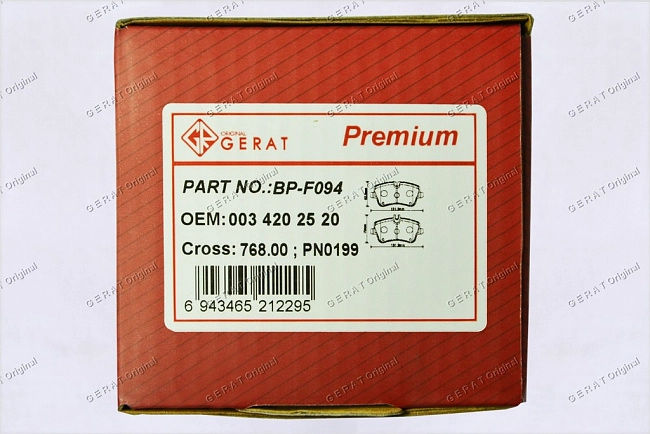 ORIGINAL
GERAT
Premium
PART NO.:BP-F094
OEM: 003 420 25 20
Cross: 768.00 ; PN0199
6 943465 212295
GERAT Original